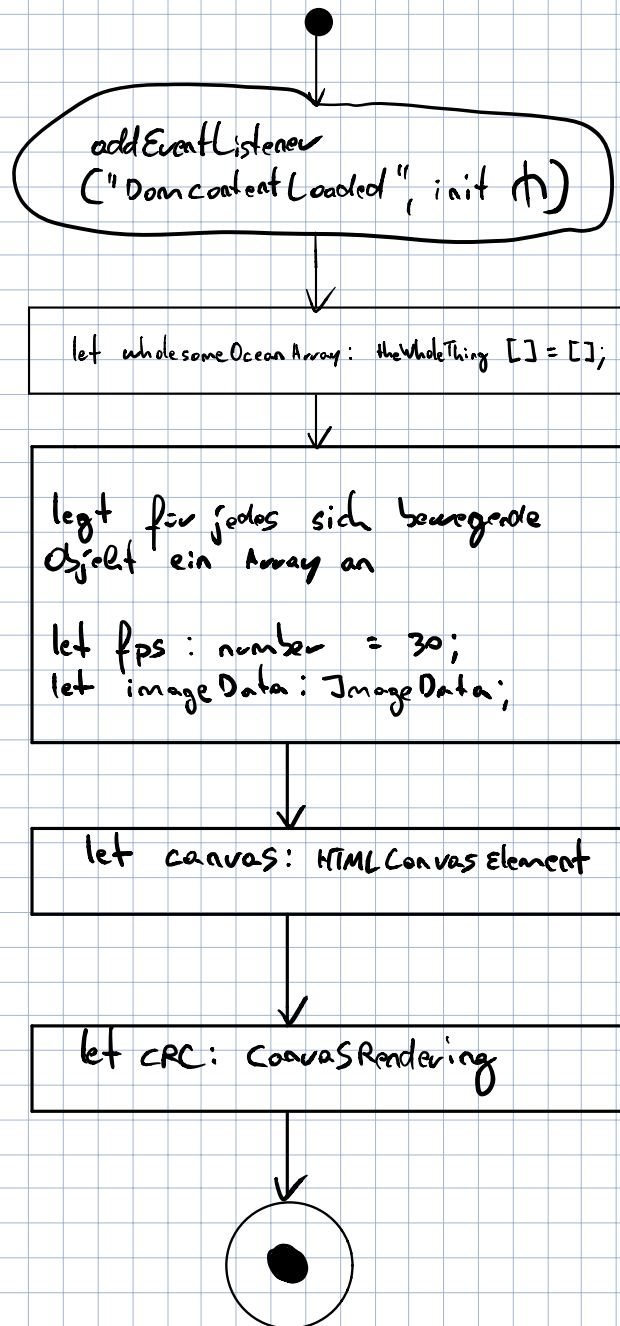 addEventListener
("DomcontentLoaded", init ⋔)
let wholesomeOceanArray: theWholeThing [] = [];
legt für jedes sich bewegende
Objekt ein Array an
let fps : number = 30;
let imageData: ImageData;
let canvas: HTMLCanvasElement
let CRC: CanvasRendering